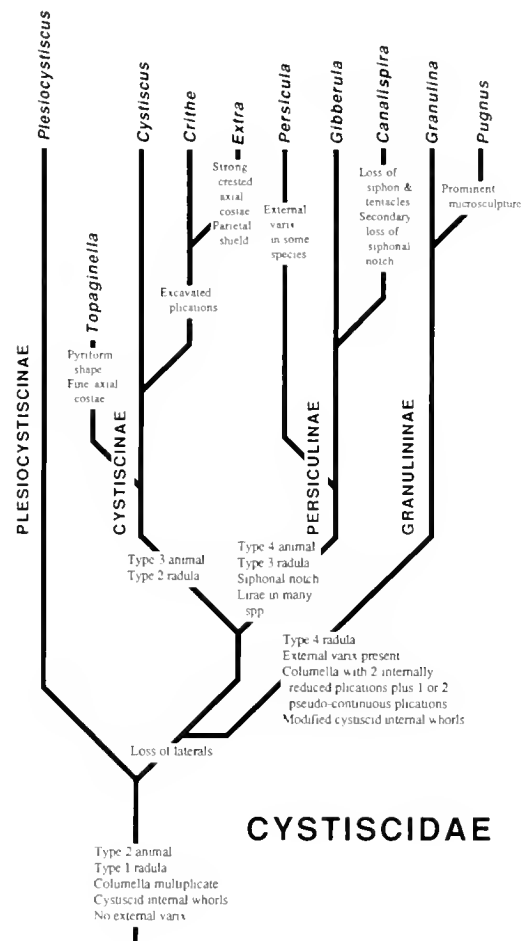 Plesiocystiscus
Cystiscus
Crithe
Extra
Persicula
Gibberula
Canalispira
Granulina
Pugnus
Strong
crested
axial
costae
Parietal
shield
Loss of
siphon &
tentacles
Secondary
loss of
siphonal
notch
Prominent
microsculpture
External
varix
in some
species
Topaginella
Excavated
plications
Pyriform
shape
Fine axial
costae
PLESIOCYSTISCINAE
CYSTISCINAE
PERSICULINAE
GRANULININAE
Type 3 animal
Type 2 radula
Type 4 animal
Type 3 radula
Siphonal notch
Lirae in many
spp
Type 4 radula
External varix present
Columella with 2 internally
reduced plications plus 1 or 2
pseudo-continuous plications
Modified cystiscid internal whorls
Loss of laterals
CYSTISCIDAE
Type 2 animal
Type 1 radula
Columella multiplicate
Cystiscid internal whorls
No external varix